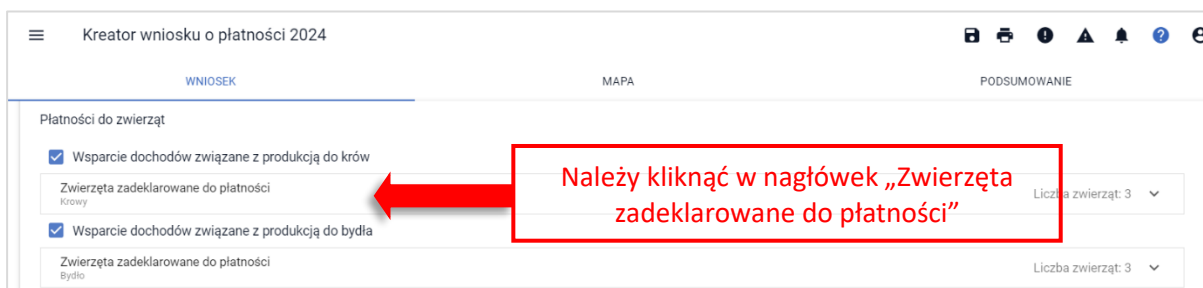 Kreator wniosku o płatności 2024
WNIOSEK
MAPA
PODSUMOWANIE
Płatności do zwierząt
Wsparcie dochodów związane z produkcją do krów
Zwierzęta zadeklarowane do płatności
Krowy
Liczba zwierząt: 3
Należy kliknąć w nagłówek „Zwierzęta
zadeklarowane do płatności”
Wsparcie dochodów związane z produkcją do bydła
Zwierzęta zadeklarowane do płatności
Bydło
Liczba zwierząt: 3